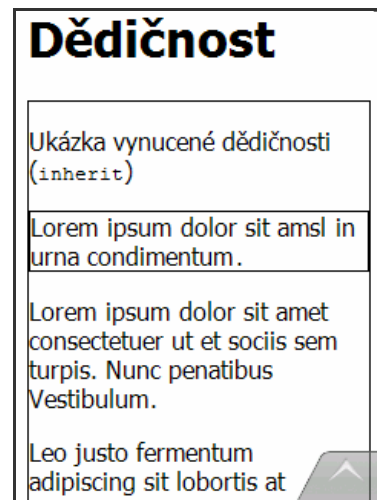 Dědičnost
Ukázka vynucené dědičnosti
(inherit)
Lorem ipsum dolor sit amsl in
urna condimentum.
Lorem ipsum dolor sit amet
consectetuer ut et sociis sem
turpis. Nunc penatibus
Vestibulum.
Leo justo fermentum
adipiscing sit lobortis at